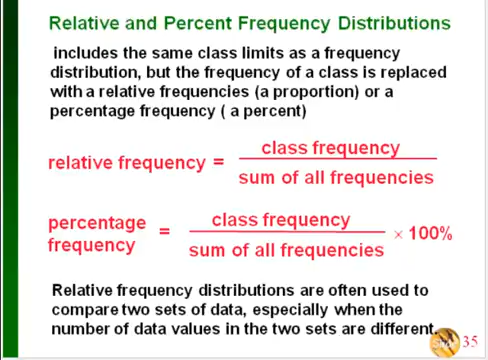 Relative and Percent Frequency Distributions
includes the same class limits as a frequency
distribution, but the frequency of a class is replaced
with a relative frequencies (a proportion) or a
percentage frequency ( a percent)
relative frequency = class frequency
sum of all frequencies
percentage frequency = class frequency × 100%
sum of all frequencies
Relative frequency distributions are often used to
compare two sets of data, especially when the
number of data values in the two sets are different.
Slide 35